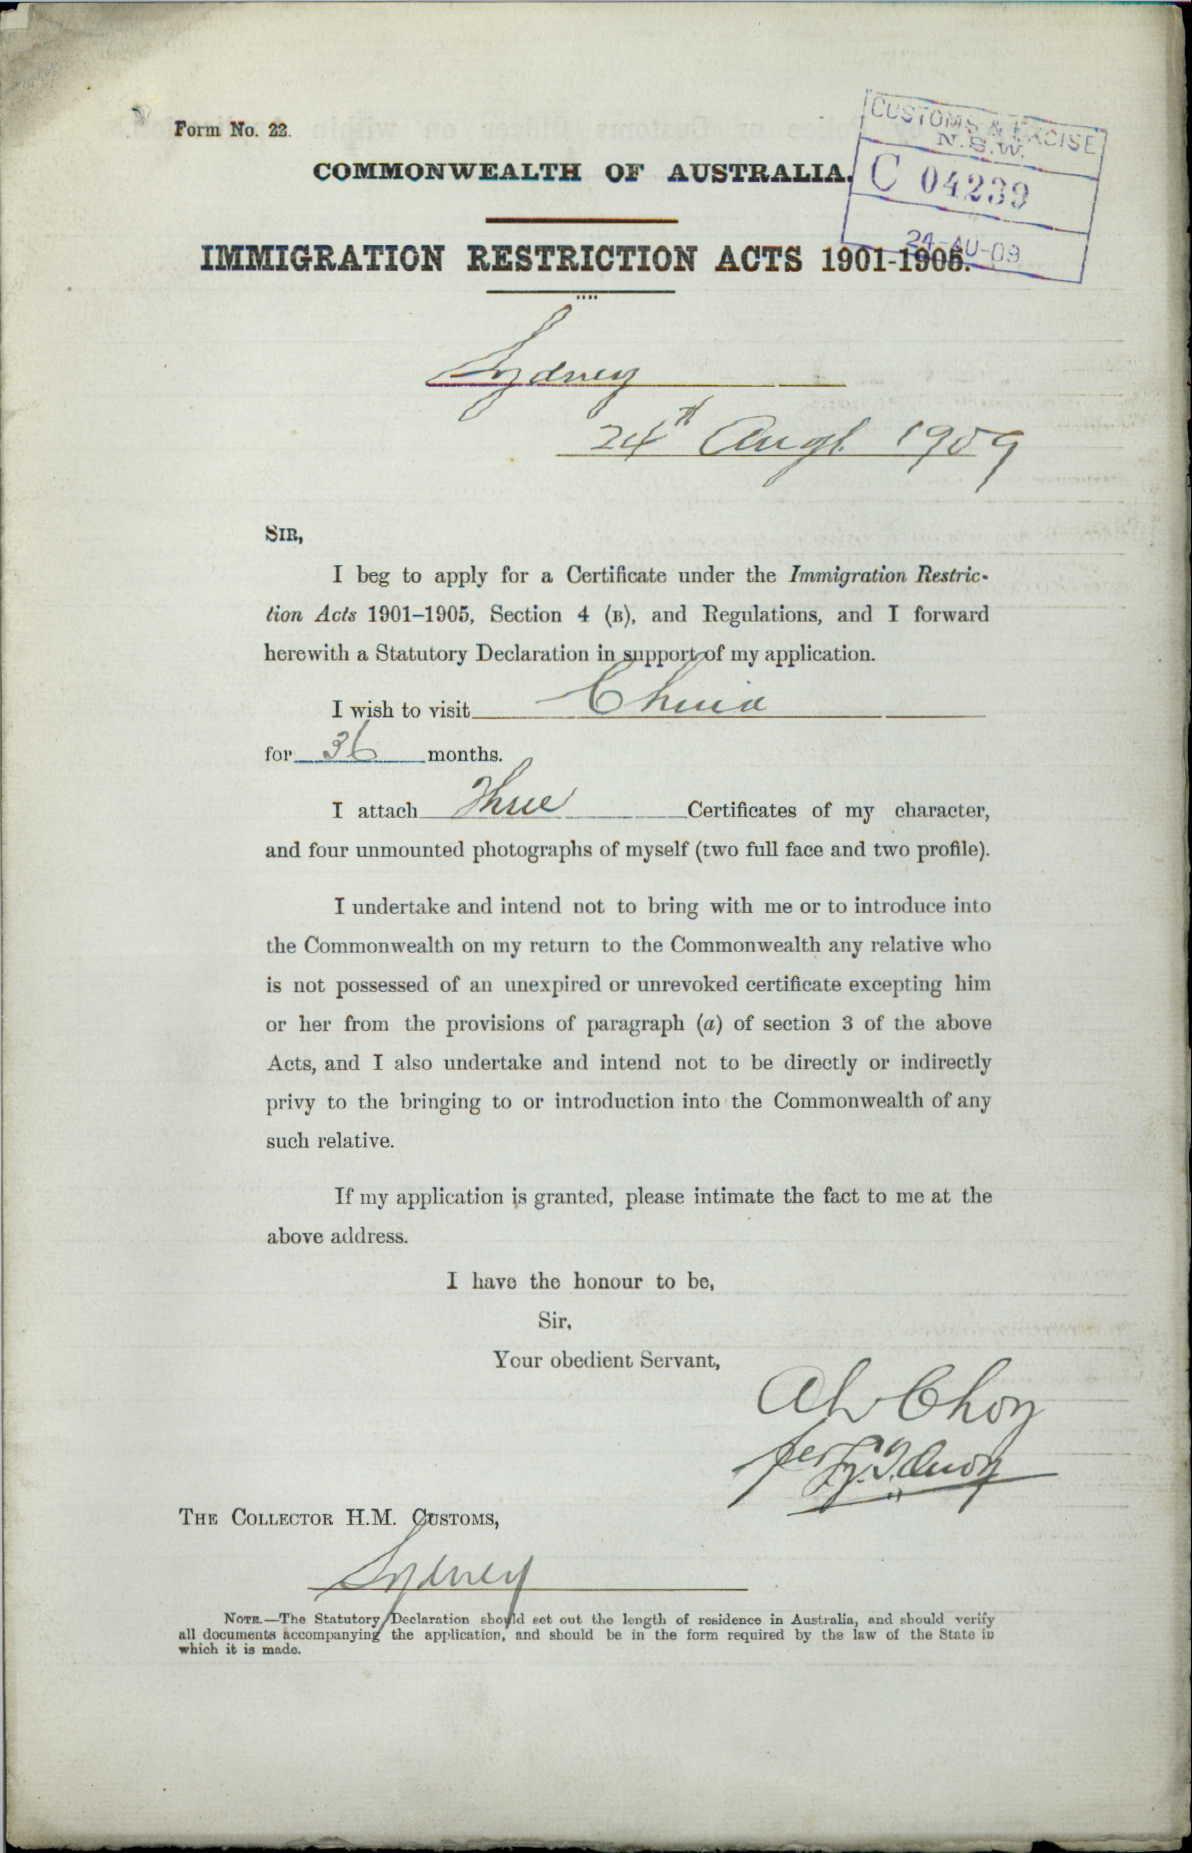 Form No. 22.
CUSTOMS & EXCISE
N.S.W.
C 04239
24-AU-09
COMMONWEALTH OF AUSTRALIA.
IMMIGRATION RESTRICTION ACTS 1901-1905.
Sydney
24th Augt. 1909
SIR,
I beg to apply for a Certificate under the Immigration Restric-
tion Acts 1901–1905, Section 4 (B), and Regulations, and I forward
herewith a Statutory Declaration in support of my application.
I wish to visit China
for 36 months.
I attach Three Certificates of my character,
and four unmounted photographs of myself (two full face and two profile).
I undertake and intend not to bring with me or to introduce into
the Commonwealth on my return to the Commonwealth any relative who
is not possessed of an unexpired or unrevoked certificate excepting him
or her from the provisions of paragraph (a) of section 3 of the above
Acts, and I also undertake and intend not to be directly or indirectly
privy to the bringing to or introduction into the Commonwealth of any
such relative.
If my application is granted, please intimate the fact to me at the
above address.
I have the honour to be,
Sir,
Your obedient Servant,
Ah Choy
per
THE COLLECTOR H.M. CUSTOMS,
Sydney
NOTE.—The Statutory Declaration should set out the length of residence in Australia, and should verify
all documents accompanying the application, and should be in the form required by the law of the State in
which it is made.